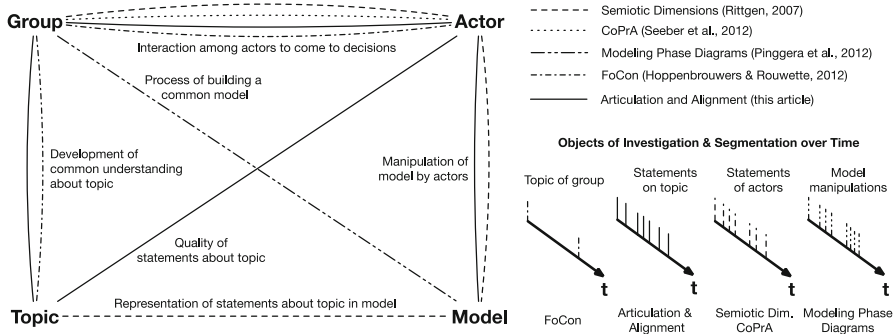 Group
Actor
Interaction among actors to come to decisions
Process of building a
common model
Development of
common understanding
about topic
Manipulation of
model by actors
Quality of
statements about topic
Representation of statements about topic in model
Topic
Model
Semiotic Dimensions (Rittgen, 2007)
CoPrA (Seeber et al., 2012)
Modeling Phase Diagrams (Pinggera et al., 2012)
FoCon (Hoppenbrouwers & Rouwette, 2012)
Articulation and Alignment (this article)
Objects of Investigation & Segmentation over Time
Topic of group
Statements
on topic
Statements
of actors
Model
manipulations
t
t
t
t
FoCon
Articulation &
Alignment
Semiotic Dim.
CoPrA
Modeling Phase
Diagrams